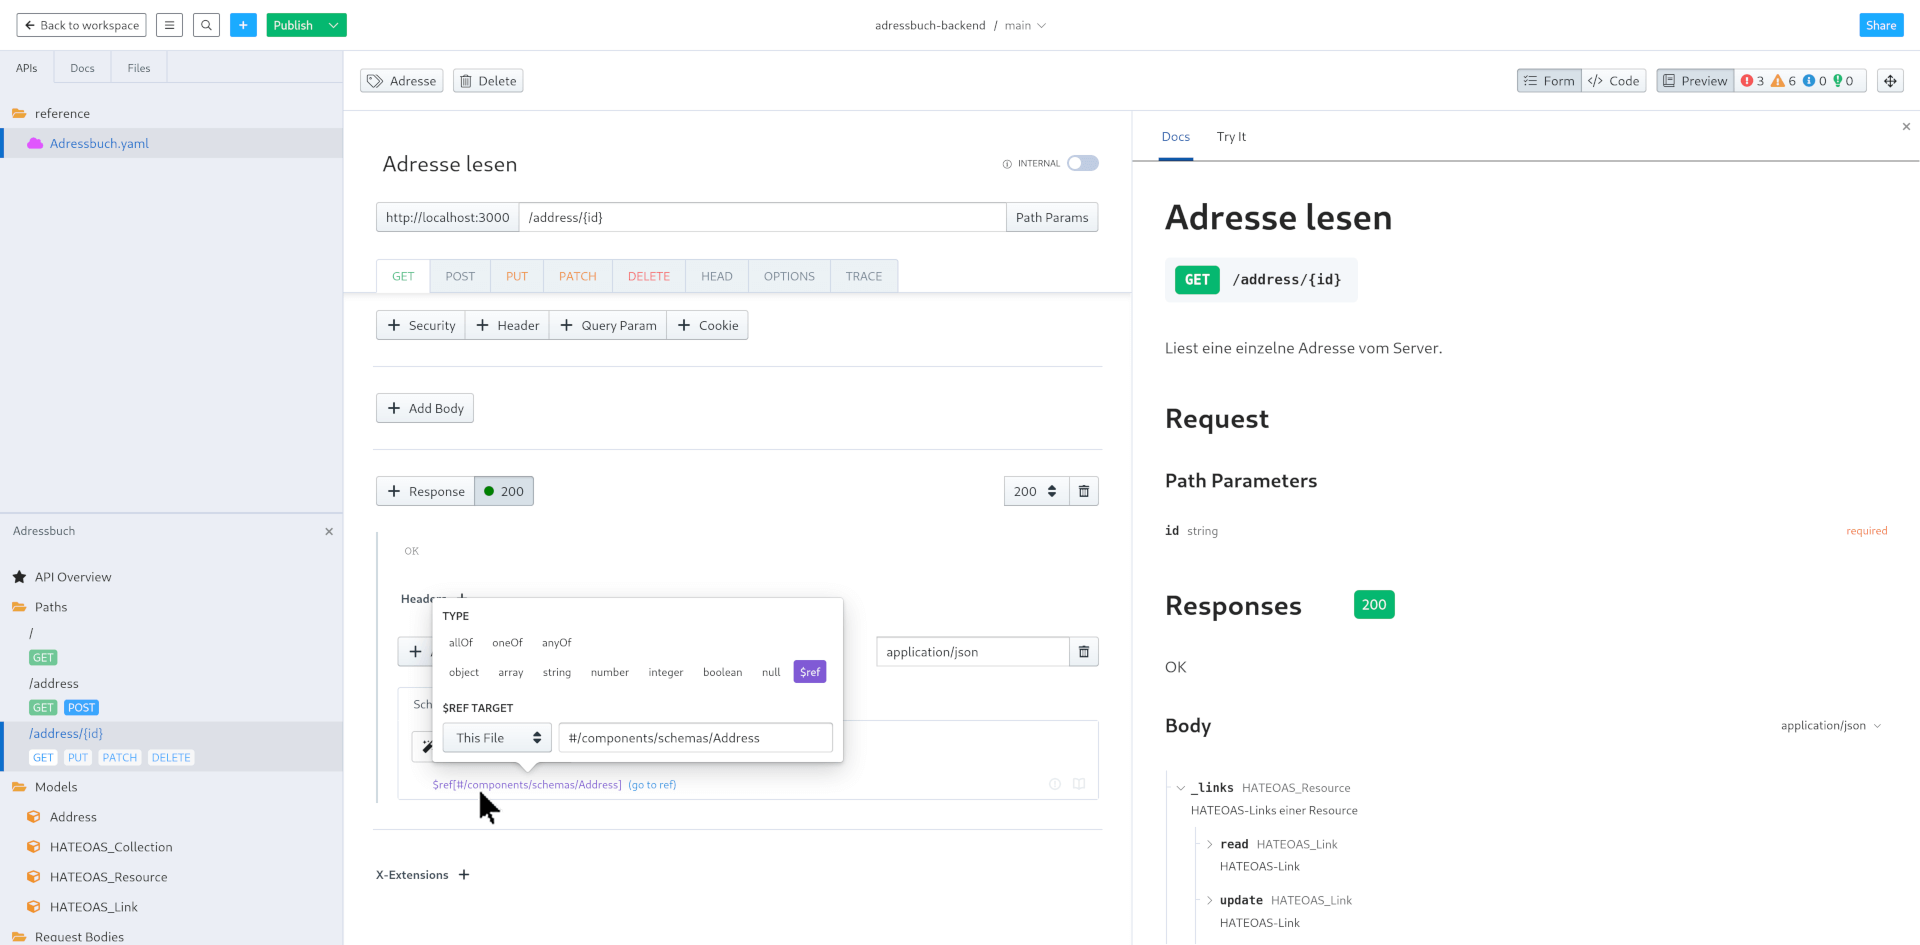 Back to workspace
Publish
adressbuch-backend / main
Share
APIs
Docs
Files
reference
Adressbuch.yaml
Adressbuch
API Overview
Paths
/
GET
/address
GET POST
/address/{id}
GET PUT PATCH DELETE
Models
Address
HATEOAS_Collection
HATEOAS_Resource
HATEOAS_Link
Request Bodies
Adresse
Delete
Form
</> Code
Preview
3 6 0 0
Adresse lesen
INTERNAL
http://localhost:3000 /address/{id} Path Params
GET POST PUT PATCH DELETE HEAD OPTIONS TRACE
Security Header Query Param Cookie
Add Body
Response 200
200
OK
TYPE
allOf oneOf anyOf
object array string number integer boolean null $ref
$REF TARGET
This File #/components/schemas/Address
application/json
$ref[#/components/schemas/Address] (go to ref)
X-Extensions
Docs Try It
Adresse lesen
GET /address/{id}
Liest eine einzelne Adresse vom Server.
Request
Path Parameters
id string required
Responses 200
OK
Body application/json
_links HATEOAS_Resource
HATEOAS-Links einer Resource
read HATEOAS_Link
HATEOAS-Link
update HATEOAS_Link
HATEOAS-Link